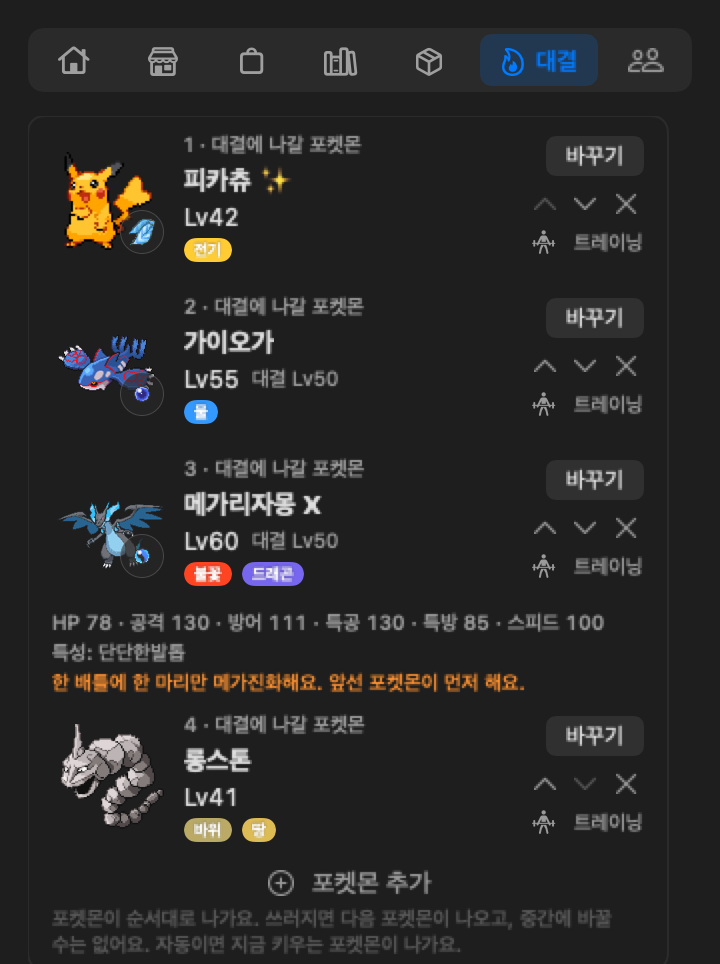 대결
1 · 대결에 나갈 포켓몬
바꾸기
피카츄 ✨
Lv42
전기
트레이닝
2 · 대결에 나갈 포켓몬
바꾸기
가이오가
Lv55 대결 Lv50
물
트레이닝
3 · 대결에 나갈 포켓몬
바꾸기
메가리자몽 X
Lv60 대결 Lv50
불꽃 드래곤
트레이닝
HP 78 · 공격 130 · 방어 111 · 특공 130 · 특방 85 · 스피드 100
특성: 단단한발톱
한 배틀에 한 마리만 메가진화해요. 앞선 포켓몬이 먼저 해요.
4 · 대결에 나갈 포켓몬
바꾸기
롱스톤
Lv41
바위 땅
트레이닝
포켓몬 추가
포켓몬이 순서대로 나가요. 쓰러지면 다음 포켓몬이 나오고, 중간에 바꿀
수는 없어요. 자동이면 지금 키우는 포켓몬이 나가요.